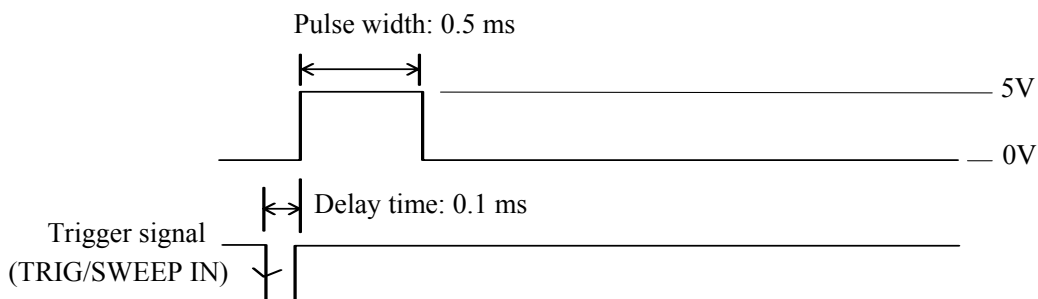 Pulse width: 0.5 ms
5V
0V
Delay time: 0.1 ms
Trigger signal
(TRIG/SWEEP IN)